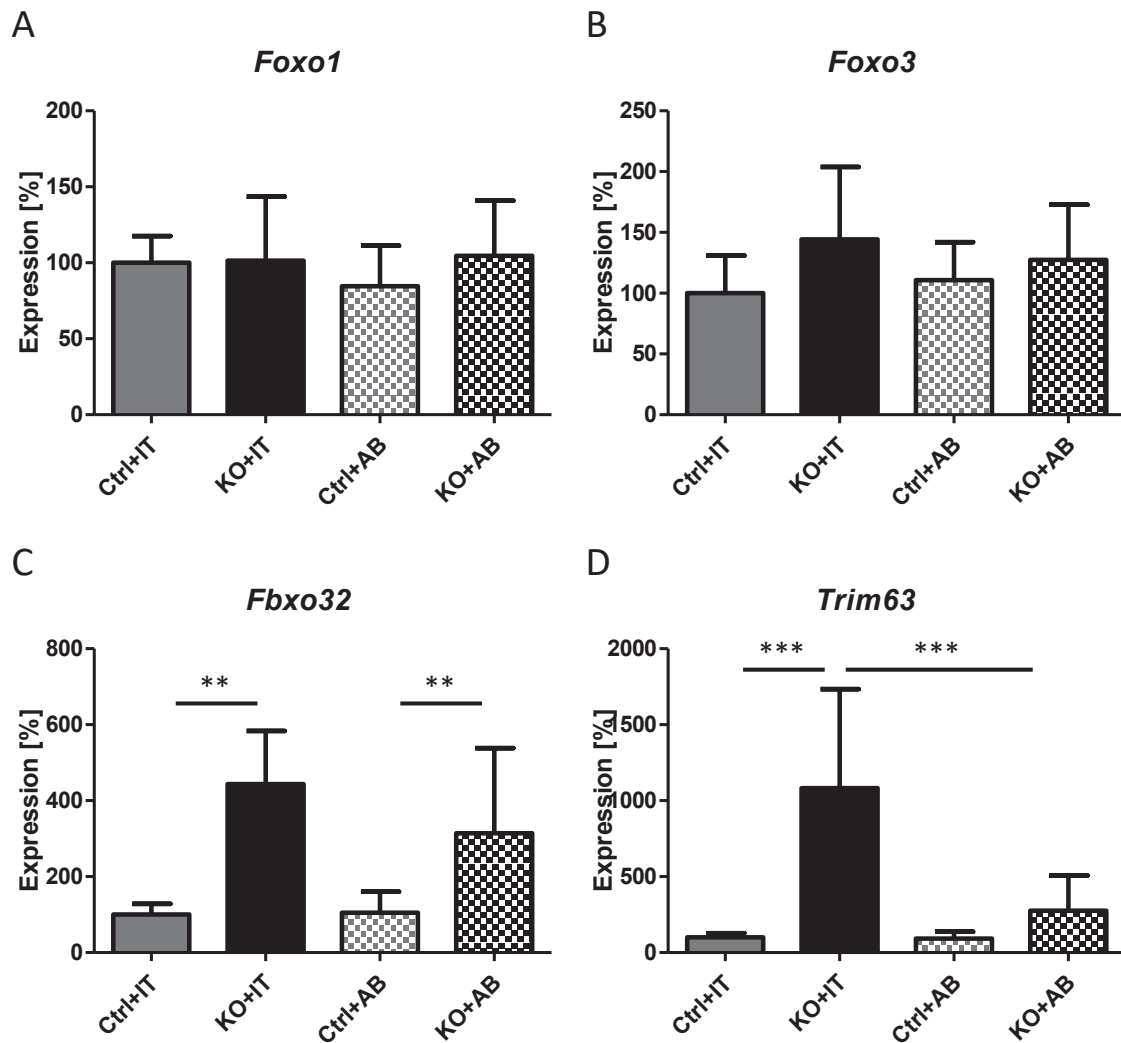 A
Foxo1
Expression [%]
200
150
100
50
0
Ctrl+IT
KO+IT
Ctrl+AB
KO+AB
B
Foxo3
Expression [%]
250
200
150
100
50
0
Ctrl+IT
KO+IT
Ctrl+AB
KO+AB
C
Fbxo32
Expression [%]
800
600
400
200
0
**
**
Ctrl+IT
KO+IT
Ctrl+AB
KO+AB
D
Trim63
Expression [%]
2000
1500
1000
500
0
***
***
Ctrl+IT
KO+IT
Ctrl+AB
KO+AB